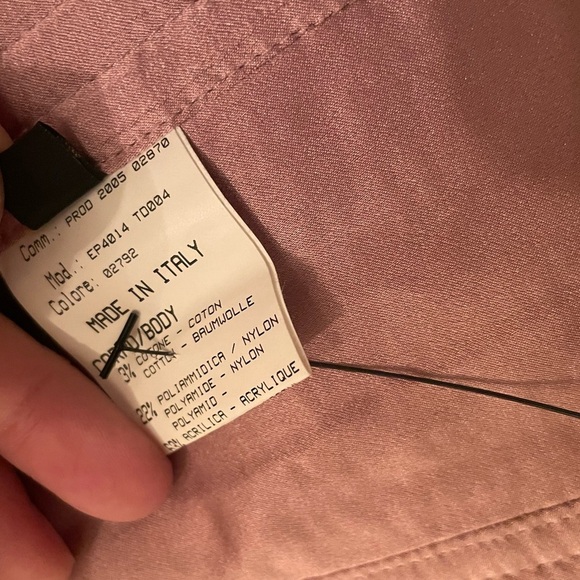 Comm.: PROD 2005 02870
Mod.: EP4014 TD004
Colore: 02792
MADE IN ITALY
CORPO/BODY
3% COTONE - COTON
COTTON - BAUMWOLLE
22% POLIAMMIDICA / NYLON
POLYAMIDE - NYLON
POLYAMID -
ACRILICA - ACRYLIQUE